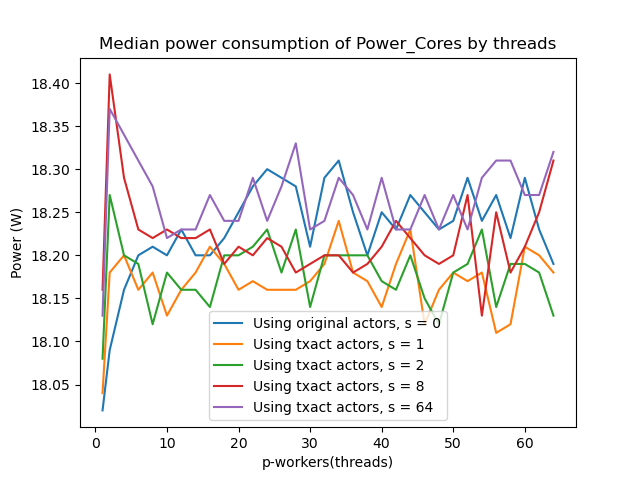 Median power consumption of Power_Cores by threads
Power (W)
18.40
18.35
18.30
18.25
18.20
18.15
18.10
18.05
Using original actors, s = 0
Using txact actors, s = 1
Using txact actors, s = 2
Using txact actors, s = 8
Using txact actors, s = 64
0 10 20 30 40 50 60
p-workers(threads)